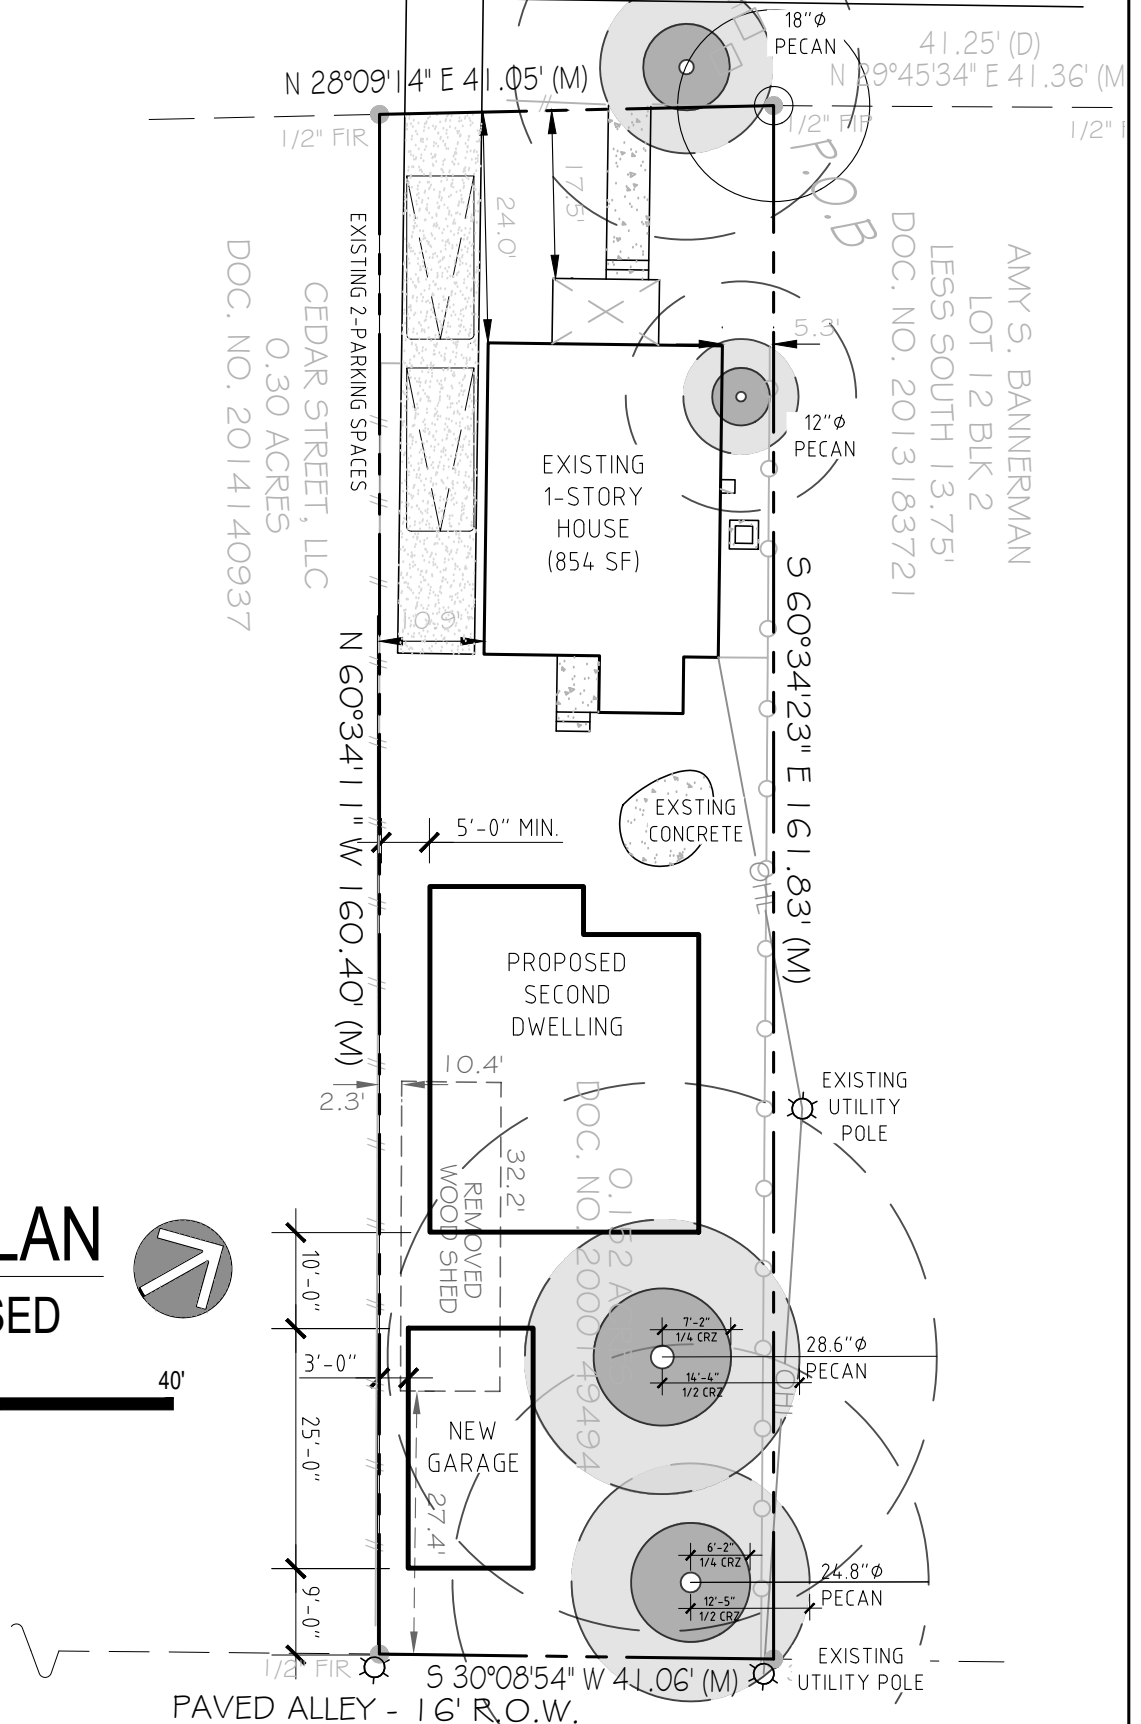 18"⌀
PECAN
41.25' (D)
N 29°45'34" E 41.36' (M
N 28°09'14" E 41.05' (M)
1/2" FIR
1/2" FIP
1/2" F
P.O.B
17.5'
24.0'
5.3'
EXISTING 2-PARKING SPACES
CEDAR STREET, LLC
0.30 ACRES
DOC. NO. 2014140937
AMY S. BANNERMAN
LOT 12 BLK 2
LESS SOUTH 13.75'
DOC. NO. 2013183721
12"⌀
PECAN
EXISTING
1-STORY
HOUSE
(854 SF)
10.9'
N 60°34'11" W 160.40' (M)
S 60°34'23" E 161.83' (M)
EXSTING
CONCRETE
5'-0" MIN.
OHL
PROPOSED
SECOND
DWELLING
10.4'
2.3'
32.2'
REMOVED
WOOD SHED
0.152 A
DOC. NO. 2000149494
EXISTING
UTILITY
POLE
LAN
SED
40'
10'-0"
3'-0"
25'-0"
9'-0"
7'-2"
1/4 CRZ
14'-4"
1/2 CRZ
28.6"⌀
PECAN
OHL
NEW
GARAGE
27.4'
6'-2"
1/4 CRZ
12'-5"
1/2 CRZ
24.8"⌀
PECAN
1/2" FIR
S 30°08'54" W 41.06' (M)
EXISTING
UTILITY POLE
PAVED ALLEY - 16' R.O.W.